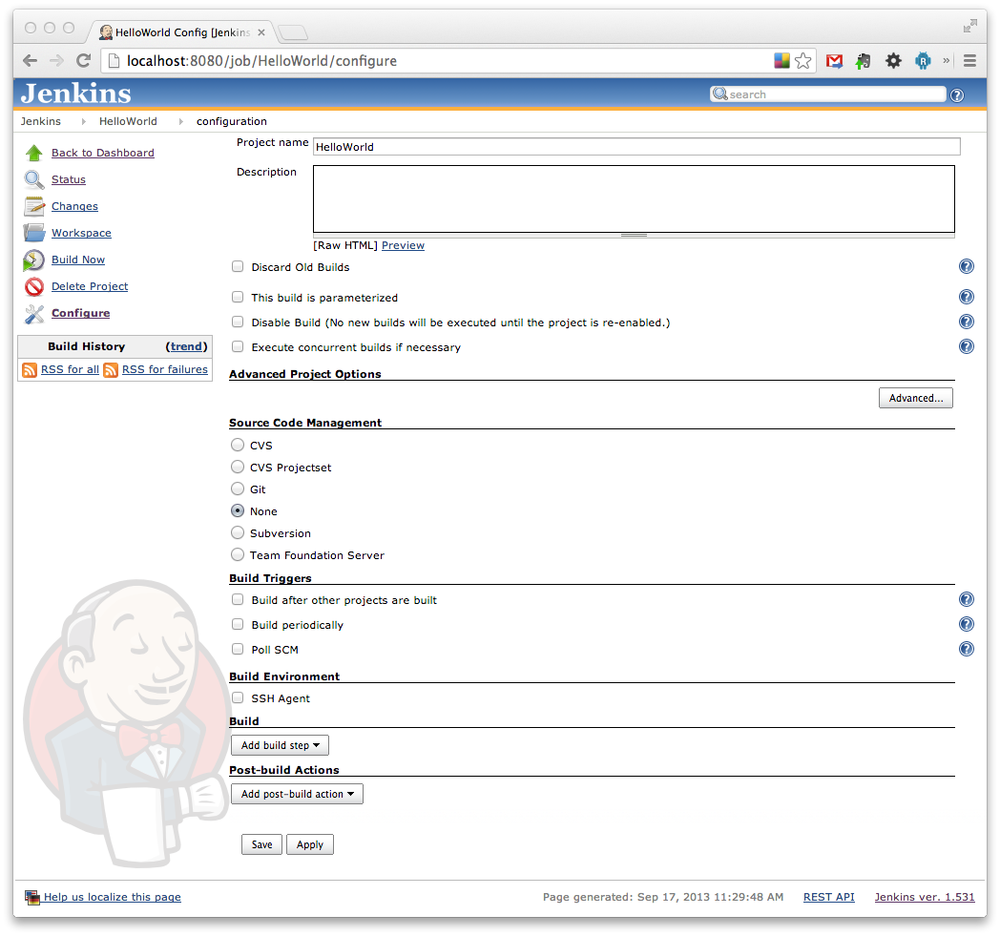 HelloWorld Config [Jenkins
localhost:8080/job/HelloWorld/configure
Jenkins
search
Jenkins HelloWorld configuration
Back to Dashboard
Status
Changes
Workspace
Build Now
Delete Project
Configure
Build History (trend)
RSS for all RSS for failures
Project name HelloWorld
Description
[Raw HTML] Preview
Discard Old Builds
This build is parameterized
Disable Build (No new builds will be executed until the project is re-enabled.)
Execute concurrent builds if necessary
Advanced Project Options
Advanced...
Source Code Management
CVS
CVS Projectset
Git
None
Subversion
Team Foundation Server
Build Triggers
Build after other projects are built
Build periodically
Poll SCM
Build Environment
SSH Agent
Build
Add build step
Post-build Actions
Add post-build action
Save Apply
Help us localize this page Page generated: Sep 17, 2013 11:29:48 AM REST API Jenkins ver. 1.531